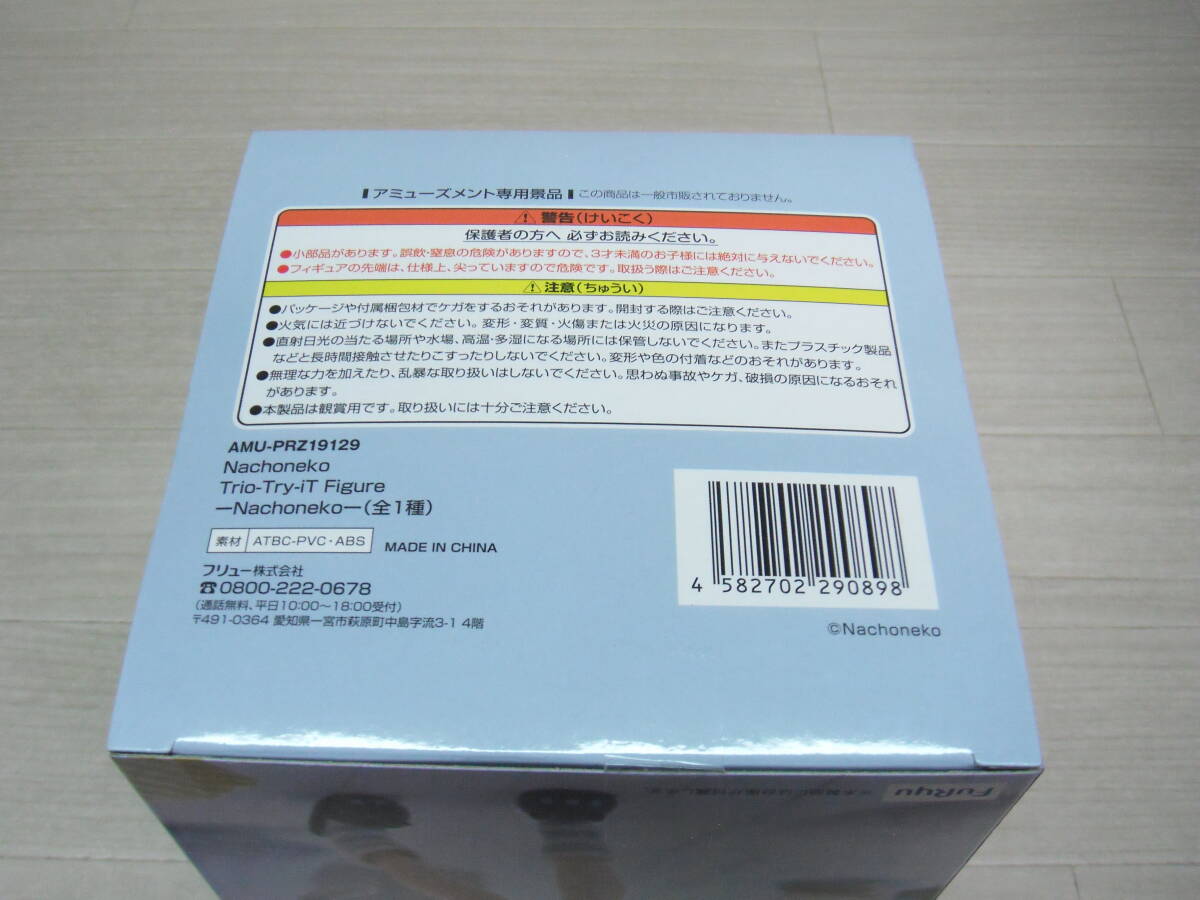 ▌アミューズメント専用景品▐ この商品は一般市販されておりません。
⚠警告(けいこく)
保護者の方へ 必ずお読みください。
●小部品があります。誤飲・窒息の危険がありますので、3才未満のお子様には絶対に与えないでください。
●フィギュアの先端は、仕様上、尖っていますので危険です。取扱う際はご注意ください。
⚠注意(ちゅうい)
●パッケージや付属梱包材でケガをするおそれがあります。開封する際はご注意ください。
●火気には近づけないでください。変形・変質・火傷または火災の原因になります。
●直射日光の当たる場所や水場、高温・多湿になる場所には保管しないでください。またプラスチック製品
などと長時間接触させたりこすったりしないでください。変形や色の付着などのおそれがあります。
●無理な力を加えたり、乱暴な取り扱いはしないでください。思わぬ事故やケガ、破損の原因になるおそれ
があります。
●本製品は観賞用です。取り扱いには十分ご注意ください。
AMU-PRZ19129
Nachoneko
Trio-Try-iT Figure
ーNachonekoー(全1種)
素材 ATBC-PVC・ABS MADE IN CHINA
フリュー株式会社
☎0800-222-0678
(通話無料、平日10:00〜18:00受付)
〒491-0364 愛知県一宮市萩原町中島字流3-1 4階
4 582702 290898
©Nachoneko
FuRyu